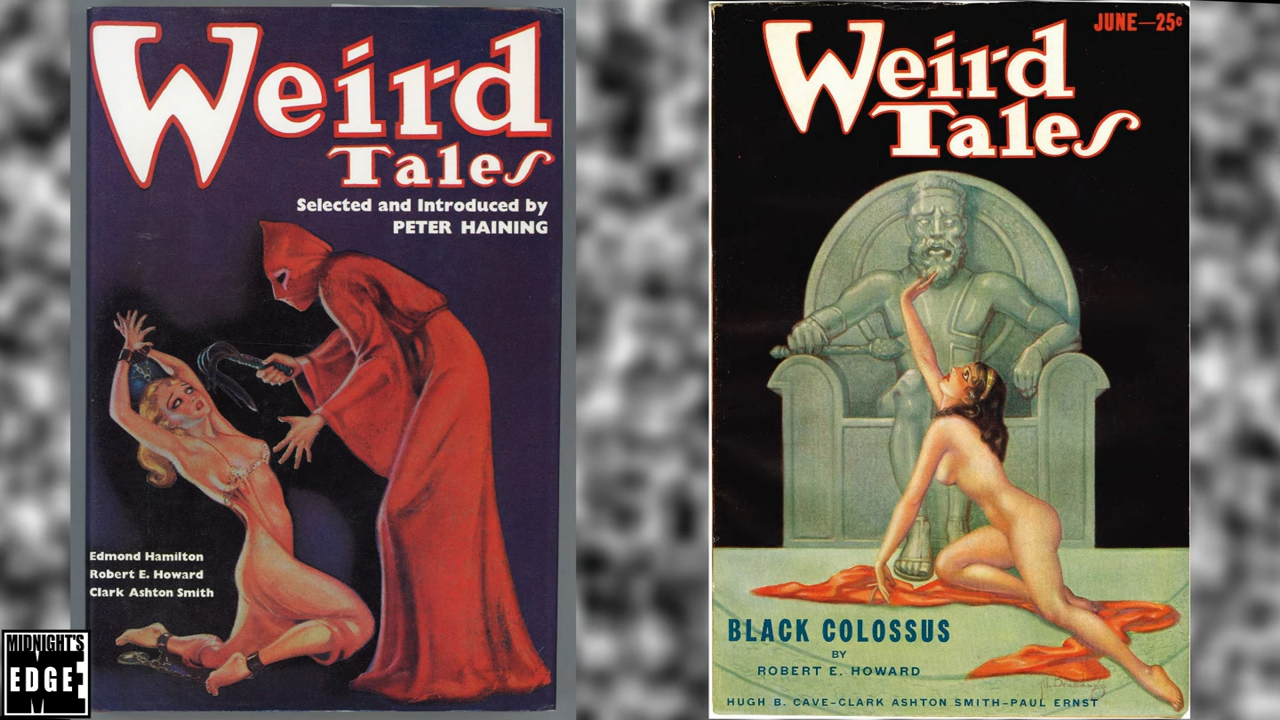 Weird
Tales
Selected and Introduced by
PETER HAINING
Edmond Hamilton
Robert E. Howard
Clark Ashton Smith
MIDNIGHT'S
EDGE
ME
JUNE—25¢
Weird
Tales
BLACK COLOSSUS
BY
ROBERT E. HOWARD
HUGH B. CAVE-CLARK ASHTON SMITH-PAUL ERNST